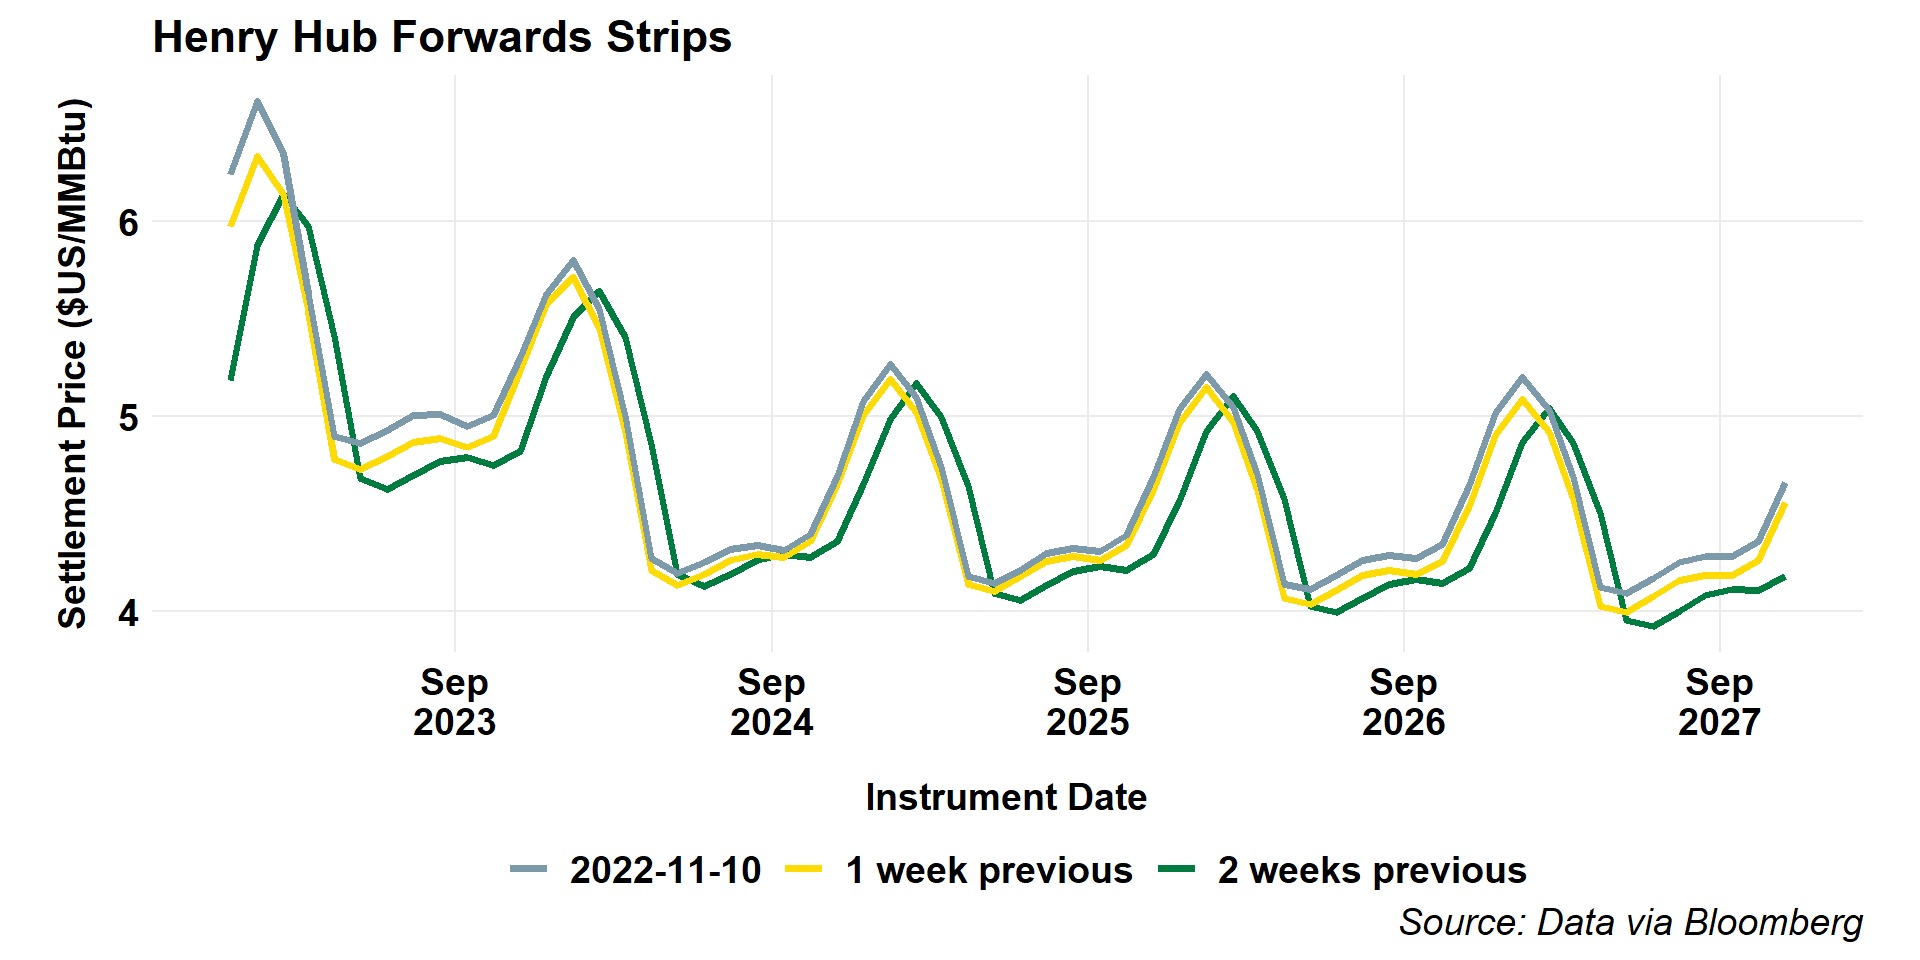 Henry Hub Forwards Strips
Settlement Price ($US/MMBtu)
6
5
4
Sep
2023
Sep
2024
Sep
2025
Sep
2026
Sep
2027
Instrument Date
2022-11-10
1 week previous
2 weeks previous
Source: Data via Bloomberg